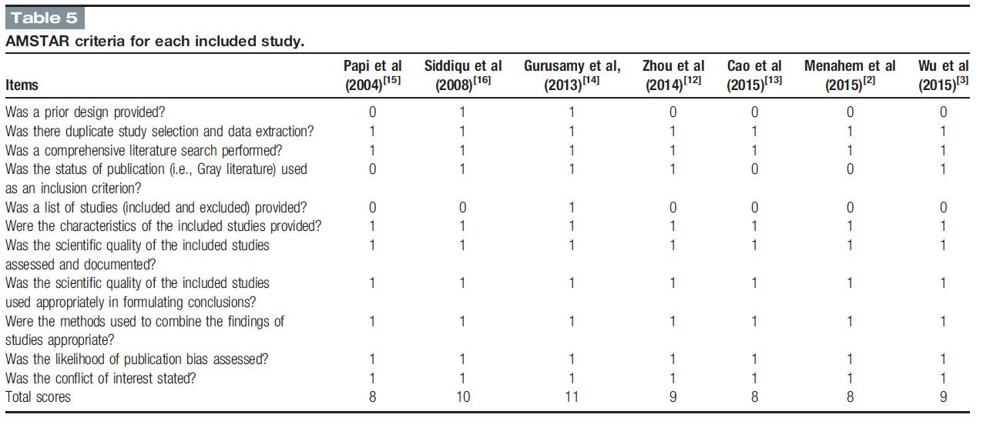 Table 5
AMSTAR criteria for each included study.
Items Papi et al (2004)[15] Siddiqu et al (2008)[16] Gurusamy et al, (2013)[14] Zhou et al (2014)[12] Cao et al (2015)[13] Menahem et al (2015)[2] Wu et al (2015)[3]
Was a prior design provided? 0 1 1 0 0 0 0
Was there duplicate study selection and data extraction? 1 1 1 1 1 1 1
Was a comprehensive literature search performed? 1 1 1 1 1 1 1
Was the status of publication (i.e., Gray literature) used 0 1 1 1 0 0 1
as an inclusion criterion?
Was a list of studies (included and excluded) provided? 0 0 1 0 0 0 0
Were the characteristics of the included studies provided? 1 1 1 1 1 1 1
Was the scientific quality of the included studies 1 1 1 1 1 1 1
assessed and documented?
Was the scientific quality of the included studies 1 1 1 1 1 1 1
used appropriately in formulating conclusions?
Were the methods used to combine the findings of 1 1 1 1 1 1 1
studies appropriate?
Was the likelihood of publication bias assessed? 1 1 1 1 1 1 1
Was the conflict of interest stated? 1 1 1 1 1 1 1
Total scores 8 10 11 9 8 8 9